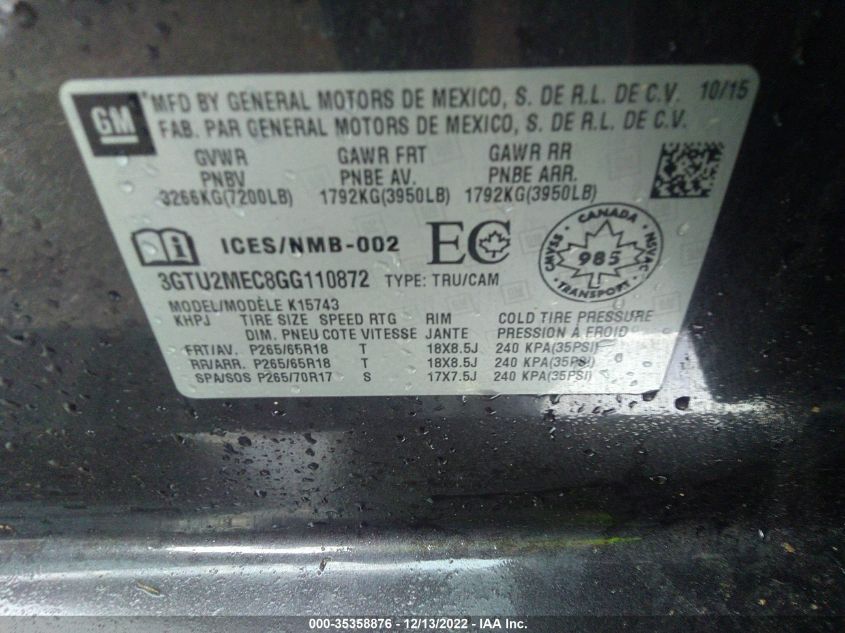 GM
*MFD BY GENERAL MOTORS DE MEXICO, S. DE R.L. DE C.V. 10/15
FAB. PAR GENERAL MOTORS DE MEXICO, S. DE R.L. DE C.V.
GVWR GAWR FRT GAWR RR
PNBV PNBE AV. PNBE ARR.
3266KG(7200LB) 1792KG(3950LB) 1792KG(3950LB)
ICES/NMB-002 EC
CANADA
CMVSS 985 NSVAC
TRANSPORT
3GTU2MEC8GG110872 TYPE: TRU/CAM
MODEL/MODÈLE K15743
KHPJ TIRE SIZE SPEED RTG RIM COLD TIRE PRESSURE
DIM. PNEU COTE VITESSE JANTE PRESSION À FROID
FRT/AV. P265/65R18 T 18X8.5J 240 KPA(35PSI)
RR/ARR. P265/65R18 T 18X8.5J 240 KPA(35PSI)
SPA/SOS P265/70R17 S 17X7.5J 240 KPA(35PSI)
000-35358876 - 12/13/2022 - IAA Inc.